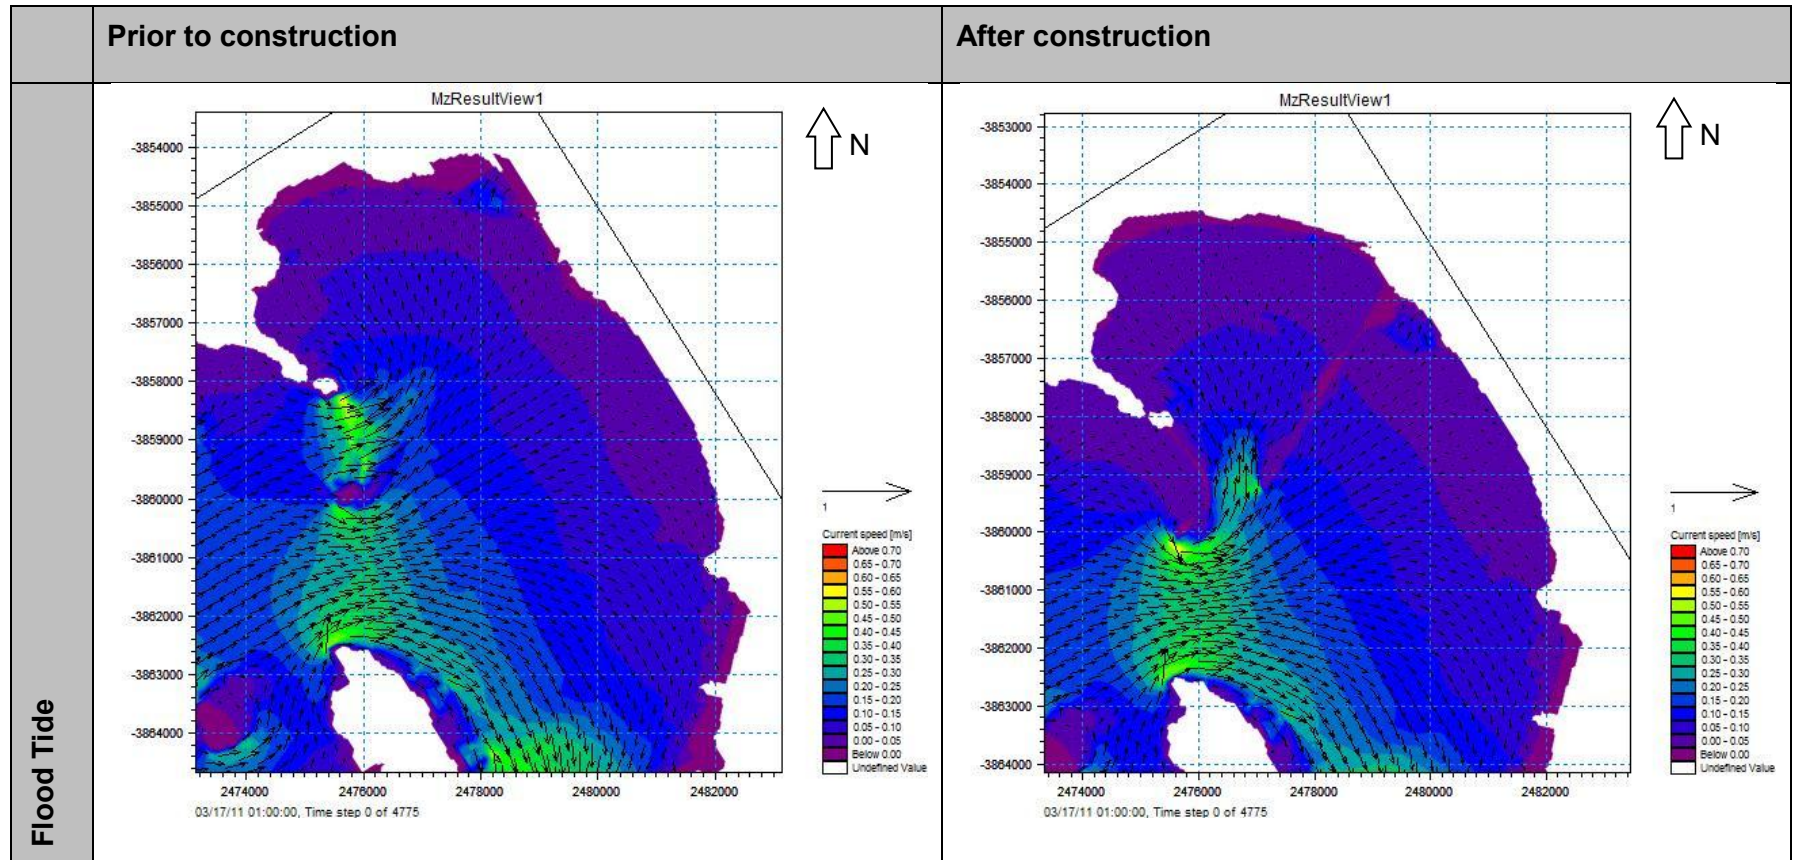 Prior to construction
After construction
Flood Tide
MzResultView1
N
-3854000
-3855000
-3856000
-3857000
-3858000
-3859000
-3860000
-3861000
-3862000
-3863000
-3864000
2474000 2476000 2478000 2480000 2482000
03/17/11 01:00:00, Time step 0 of 4775
1
Current speed [m/s]
Above 0.70
0.65 - 0.70
0.60 - 0.65
0.55 - 0.60
0.50 - 0.55
0.45 - 0.50
0.40 - 0.45
0.35 - 0.40
0.30 - 0.35
0.25 - 0.30
0.20 - 0.25
0.15 - 0.20
0.10 - 0.15
0.05 - 0.10
0.00 - 0.05
Below 0.00
Undefined Value
MzResultView1
N
-3853000
-3854000
-3855000
-3856000
-3857000
-3858000
-3859000
-3860000
-3861000
-3862000
-3863000
-3864000
2474000 2476000 2478000 2480000 2482000
03/17/11 01:00:00, Time step 0 of 4775
1
Current speed [m/s]
Above 0.70
0.65 - 0.70
0.60 - 0.65
0.55 - 0.60
0.50 - 0.55
0.45 - 0.50
0.40 - 0.45
0.35 - 0.40
0.30 - 0.35
0.25 - 0.30
0.20 - 0.25
0.15 - 0.20
0.10 - 0.15
0.05 - 0.10
0.00 - 0.05
Below 0.00
Undefined Value